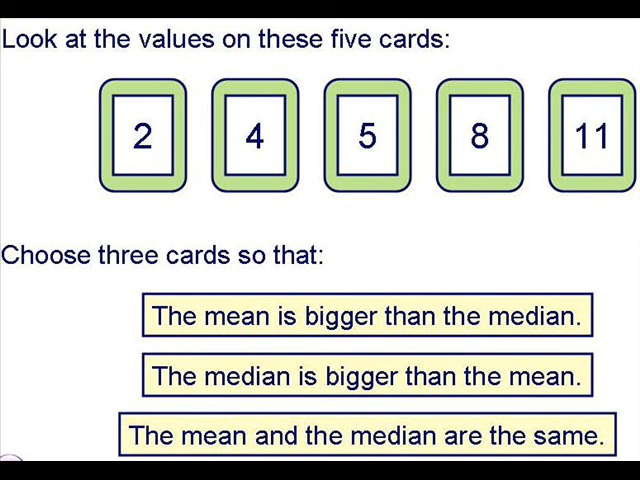 Look at the values on these five cards:
2 4 5 8 11
Choose three cards so that:
The mean is bigger than the median.
The median is bigger than the mean.
The mean and the median are the same.